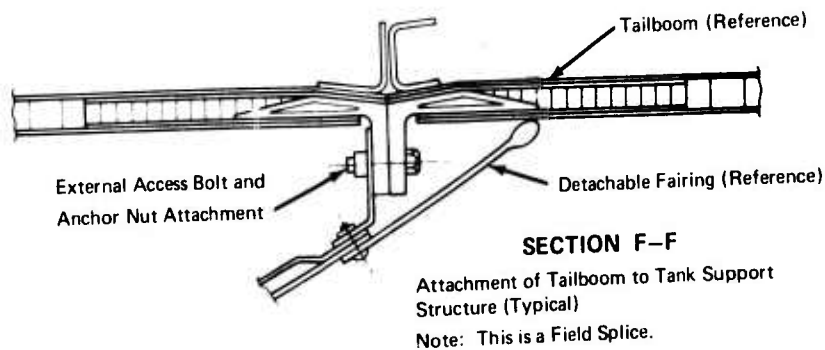 Tailboom (Reference)
External Access Bolt and
Anchor Nut Attachment
Detachable Fairing (Reference)
SECTION F–F
Attachment of Tailboom to Tank Support
Structure (Typical)
Note: This is a Field Splice.